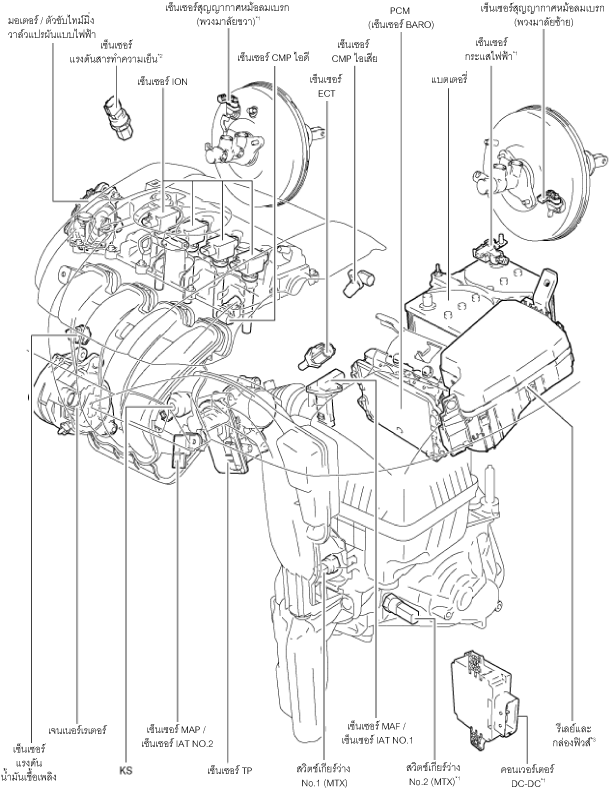 เซ็นเซอร์สุญญากาศหม้อลมเบรก
(พวงมาลัยขวา)*1
PCM
(เซ็นเซอร์ BARO)
เซ็นเซอร์สุญญากาศหม้อลมเบรก
(พวงมาลัยซ้าย)
มอเตอร์ / ตัวขับไทม์มิ่ง
วาล์วแปรผันแบบไฟฟ้า
เซ็นเซอร์
แรงดันสารทำความเย็น*2
เซ็นเซอร์ ION
เซ็นเซอร์ CMP ไอดี
เซ็นเซอร์
ECT
เซ็นเซอร์
CMP ไอเสีย
แบตเตอรี่
เซ็นเซอร์
กระแสไฟฟ้า*1
เซ็นเซอร์
แรงดัน
น้ำมันเชื้อเพลิง
เจนเนอร์เรเตอร์
KS
เซ็นเซอร์ MAP /
เซ็นเซอร์ IAT NO.2
เซ็นเซอร์ TP
สวิตช์เกียร์ว่าง
No.1 (MTX)
เซ็นเซอร์ MAF /
เซ็นเซอร์ IAT NO.1
สวิตช์เกียร์ว่าง
No.2 (MTX)*1
คอนเวอร์เตอร์
DC-DC*1
รีเลย์และ
กล่องฟิวส์*3